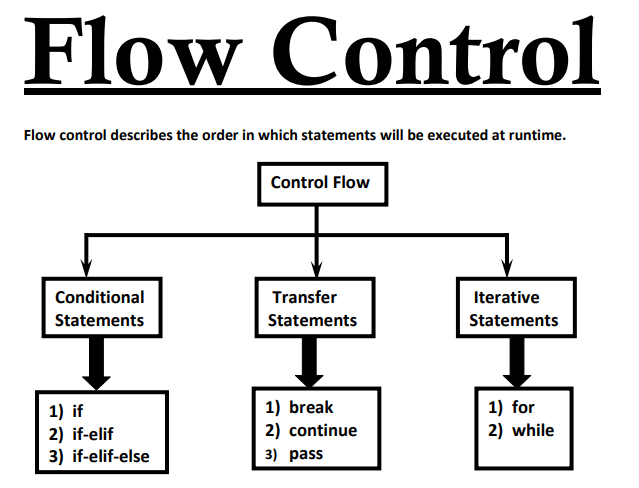 Flow Control
Flow control describes the order in which statements will be executed at runtime.
Control Flow
Conditional
Statements
Transfer
Statements
Iterative
Statements
1) if
2) if-elif
3) if-elif-else
1) break
2) continue
3) pass
1) for
2) while